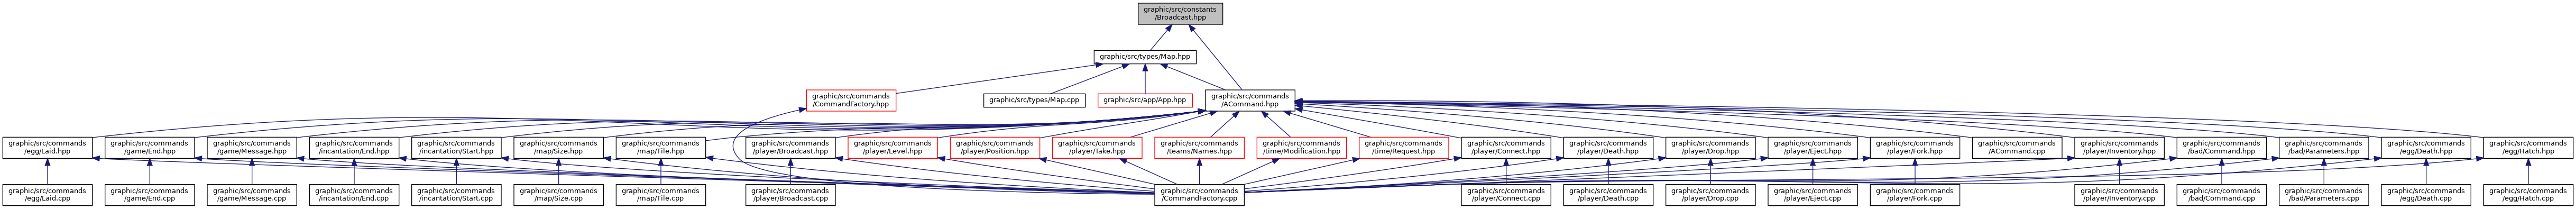 graphic/src/constants
/Broadcast.hpp
graphic/src/types/Map.hpp
graphic/src/commands
/CommandFactory.hpp
graphic/src/types/Map.cpp
graphic/src/app/App.hpp
graphic/src/commands
/ACommand.hpp
graphic/src/commands
/egg/Laid.hpp
graphic/src/commands
/game/End.hpp
graphic/src/commands
/game/Message.hpp
graphic/src/commands
/incantation/End.hpp
graphic/src/commands
/incantation/Start.hpp
graphic/src/commands
/map/Size.hpp
graphic/src/commands
/map/Tile.hpp
graphic/src/commands
/player/Broadcast.hpp
graphic/src/commands
/player/Level.hpp
graphic/src/commands
/player/Position.hpp
graphic/src/commands
/player/Take.hpp
graphic/src/commands
/teams/Names.hpp
graphic/src/commands
/time/Modification.hpp
graphic/src/commands
/time/Request.hpp
graphic/src/commands
/player/Connect.hpp
graphic/src/commands
/player/Death.hpp
graphic/src/commands
/player/Drop.hpp
graphic/src/commands
/player/Eject.hpp
graphic/src/commands
/player/Fork.hpp
graphic/src/commands
/ACommand.cpp
graphic/src/commands
/player/Inventory.hpp
graphic/src/commands
/bad/Command.hpp
graphic/src/commands
/bad/Parameters.hpp
graphic/src/commands
/egg/Death.hpp
graphic/src/commands
/egg/Hatch.hpp
graphic/src/commands
/egg/Laid.cpp
graphic/src/commands
/game/End.cpp
graphic/src/commands
/game/Message.cpp
graphic/src/commands
/incantation/End.cpp
graphic/src/commands
/incantation/Start.cpp
graphic/src/commands
/map/Size.cpp
graphic/src/commands
/map/Tile.cpp
graphic/src/commands
/player/Broadcast.cpp
graphic/src/commands
/CommandFactory.cpp
graphic/src/commands
/player/Connect.cpp
graphic/src/commands
/player/Death.cpp
graphic/src/commands
/player/Drop.cpp
graphic/src/commands
/player/Eject.cpp
graphic/src/commands
/player/Fork.cpp
graphic/src/commands
/player/Inventory.cpp
graphic/src/commands
/bad/Command.cpp
graphic/src/commands
/bad/Parameters.cpp
graphic/src/commands
/egg/Death.cpp
graphic/src/commands
/egg/Hatch.cpp